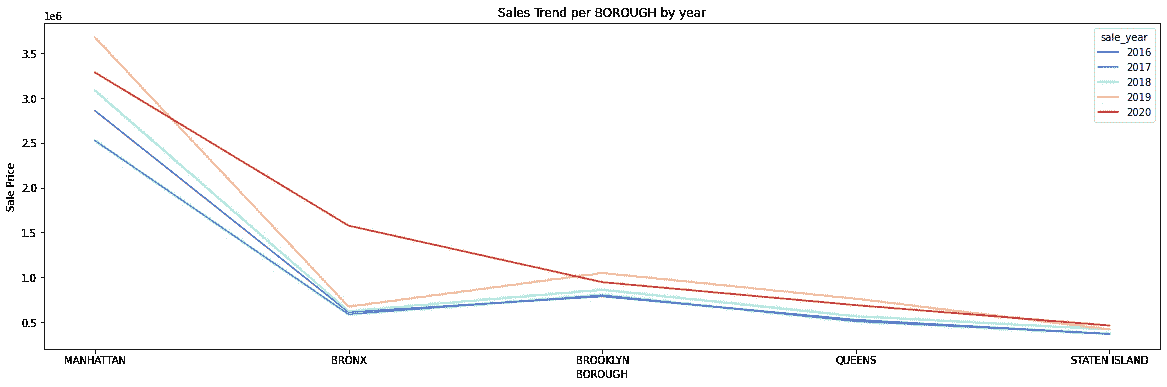 Sales Trend per BOROUGH by year
1e6
3.5
3.0
2.5
2.0
1.5
1.0
0.5
Sale Price
sale_year
2016
2017
2018
2019
2020
MANHATTAN BRONX BROOKLYN QUEENS STATEN ISLAND
BOROUGH